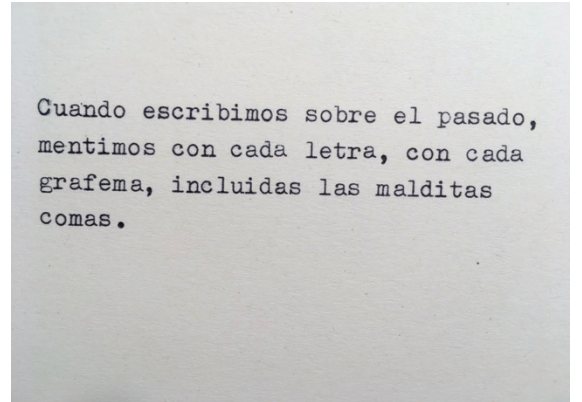 Cuando escribimos sobre el pasado,
mentimos con cada letra, con cada
grafema, incluidas las malditas
comas.